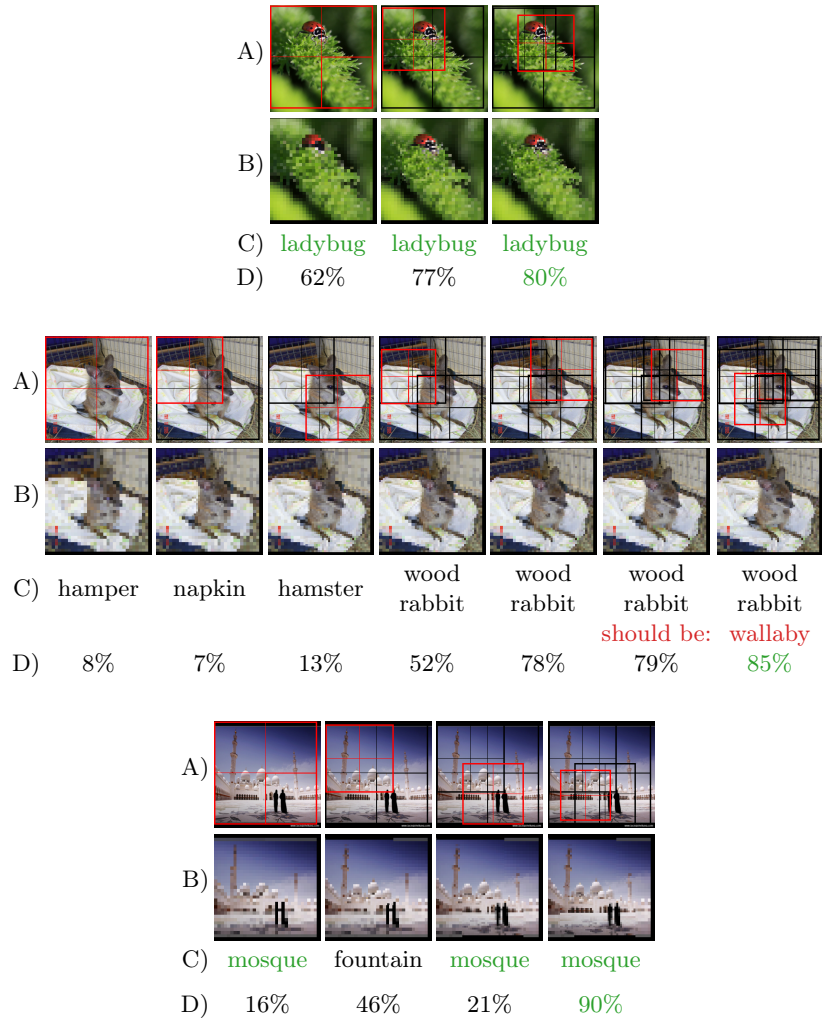 A)
B)
C) ladybug ladybug ladybug
D) 62% 77% 80%
A)
B)
C) hamper napkin hamster wood rabbit wood rabbit wood rabbit wood rabbit
should be: wallaby
D) 8% 7% 13% 52% 78% 79% 85%
A)
B)
C) mosque fountain mosque mosque
D) 16% 46% 21% 90%